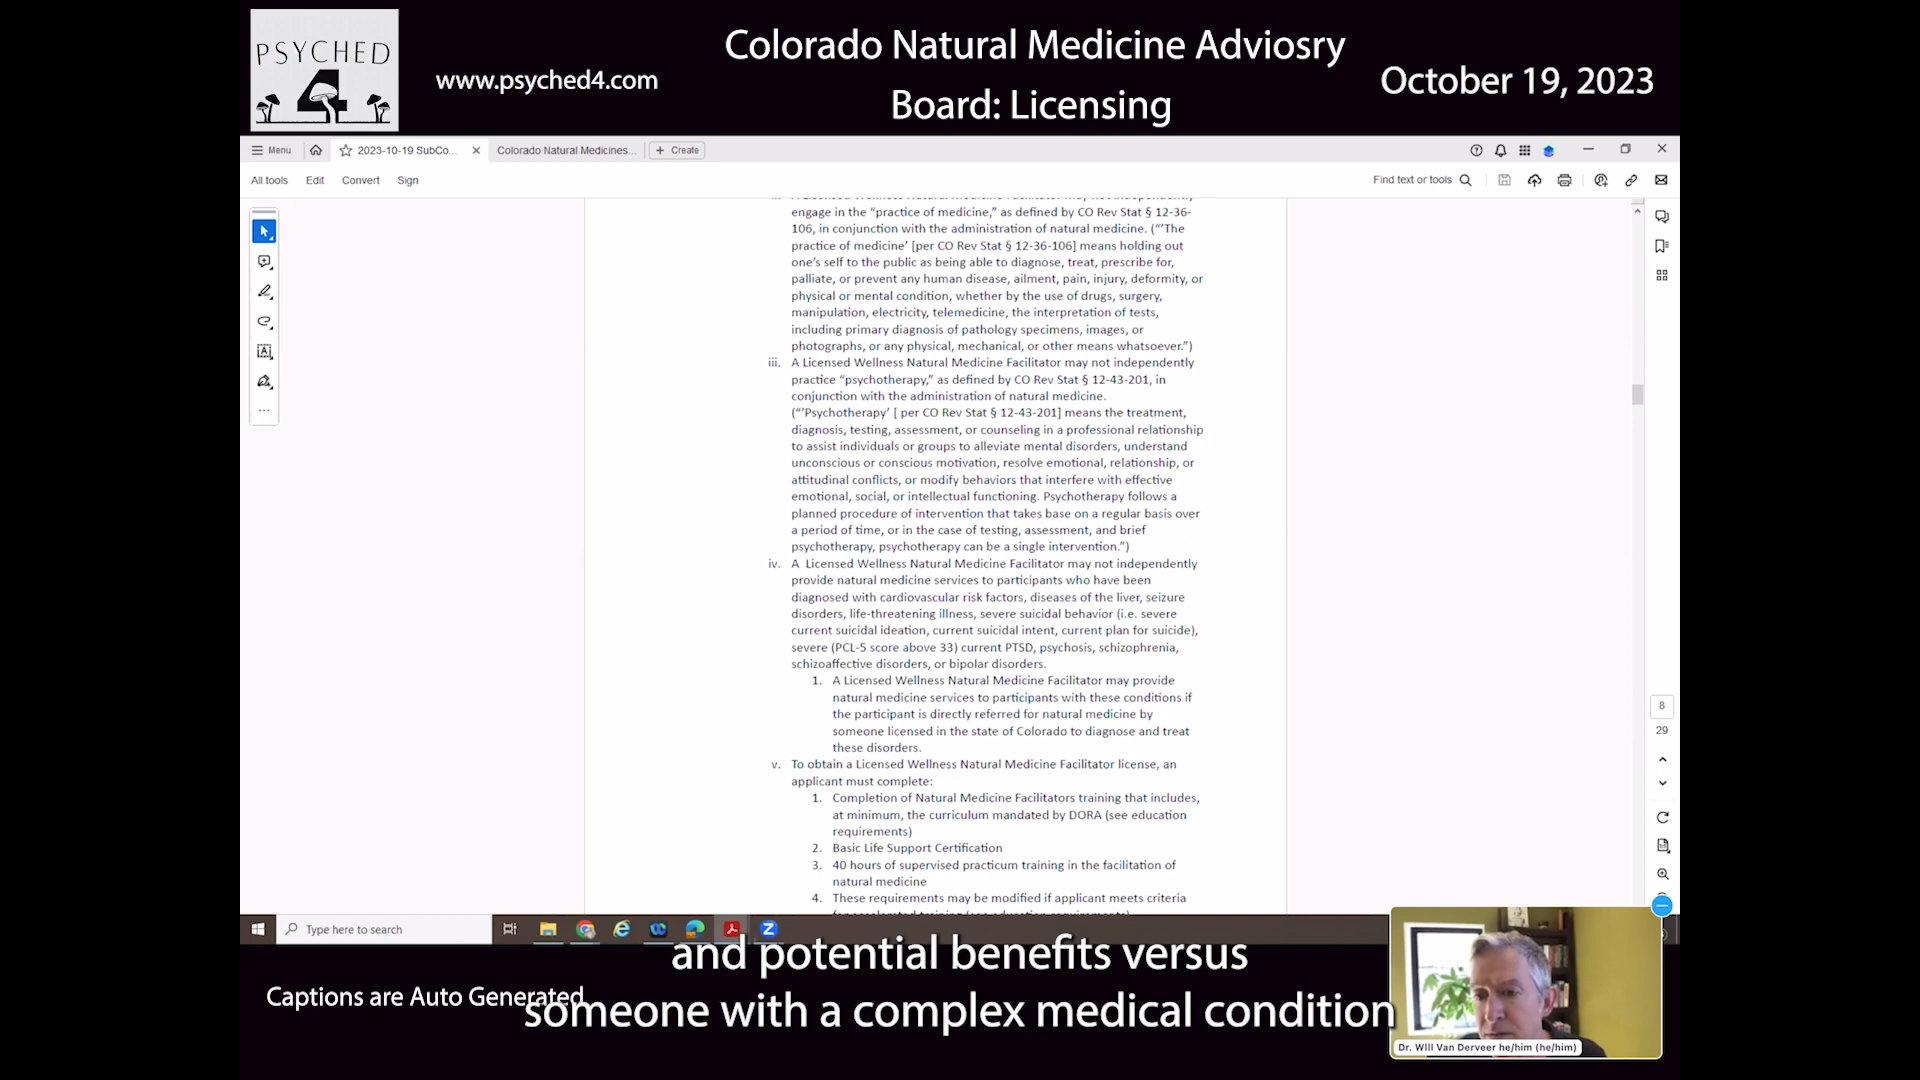 PSYCHED
4
www.psyched4.com
Colorado Natural Medicine Adviosry
Board: Licensing
October 19, 2023
Menu
2023-10-19 SubCo...
Colorado Natural Medicines...
+ Create
All tools
Edit
Convert
Sign
Find text or tools
engage in the “practice of medicine,” as defined by CO Rev Stat § 12-36-
106, in conjunction with the administration of natural medicine. (“‘The
practice of medicine’ [per CO Rev Stat § 12-36-106] means holding out
one’s self to the public as being able to diagnose, treat, prescribe for,
palliate, or prevent any human disease, ailment, pain, injury, deformity, or
physical or mental condition, whether by the use of drugs, surgery,
manipulation, electricity, telemedicine, the interpretation of tests,
including primary diagnosis of pathology specimens, images, or
photographs, or any physical, mechanical, or other means whatsoever.”)
iii. A Licensed Wellness Natural Medicine Facilitator may not independently
practice “psychotherapy,” as defined by CO Rev Stat § 12-43-201, in
conjunction with the administration of natural medicine.
(“‘Psychotherapy’ [ per CO Rev Stat § 12-43-201] means the treatment,
diagnosis, testing, assessment, or counseling in a professional relationship
to assist individuals or groups to alleviate mental disorders, understand
unconscious or conscious motivation, resolve emotional, relationship, or
attitudinal conflicts, or modify behaviors that interfere with effective
emotional, social, or intellectual functioning. Psychotherapy follows a
planned procedure of intervention that takes base on a regular basis over
a period of time, or in the case of testing, assessment, and brief
psychotherapy, psychotherapy can be a single intervention.”)
iv. A Licensed Wellness Natural Medicine Facilitator may not independently
provide natural medicine services to participants who have been
diagnosed with cardiovascular risk factors, diseases of the liver, seizure
disorders, life-threatening illness, severe suicidal behavior (i.e. severe
current suicidal ideation, current suicidal intent, current plan for suicide),
severe (PCL-5 score above 33) current PTSD, psychosis, schizophrenia,
schizoaffective disorders, or bipolar disorders.
1. A Licensed Wellness Natural Medicine Facilitator may provide
natural medicine services to participants with these conditions if
the participant is directly referred for natural medicine by
someone licensed in the state of Colorado to diagnose and treat
these disorders.
v. To obtain a Licensed Wellness Natural Medicine Facilitator license, an
applicant must complete:
1. Completion of Natural Medicine Facilitators training that includes,
at minimum, the curriculum mandated by DORA (see education
requirements)
2. Basic Life Support Certification
3. 40 hours of supervised practicum training in the facilitation of
natural medicine
4. These requirements may be modified if applicant meets criteria
8
29
Type here to search
and potential benefits versus
someone with a complex medical condition
Captions are Auto Generated
Dr. Will Van Derveer he/him (he/him)